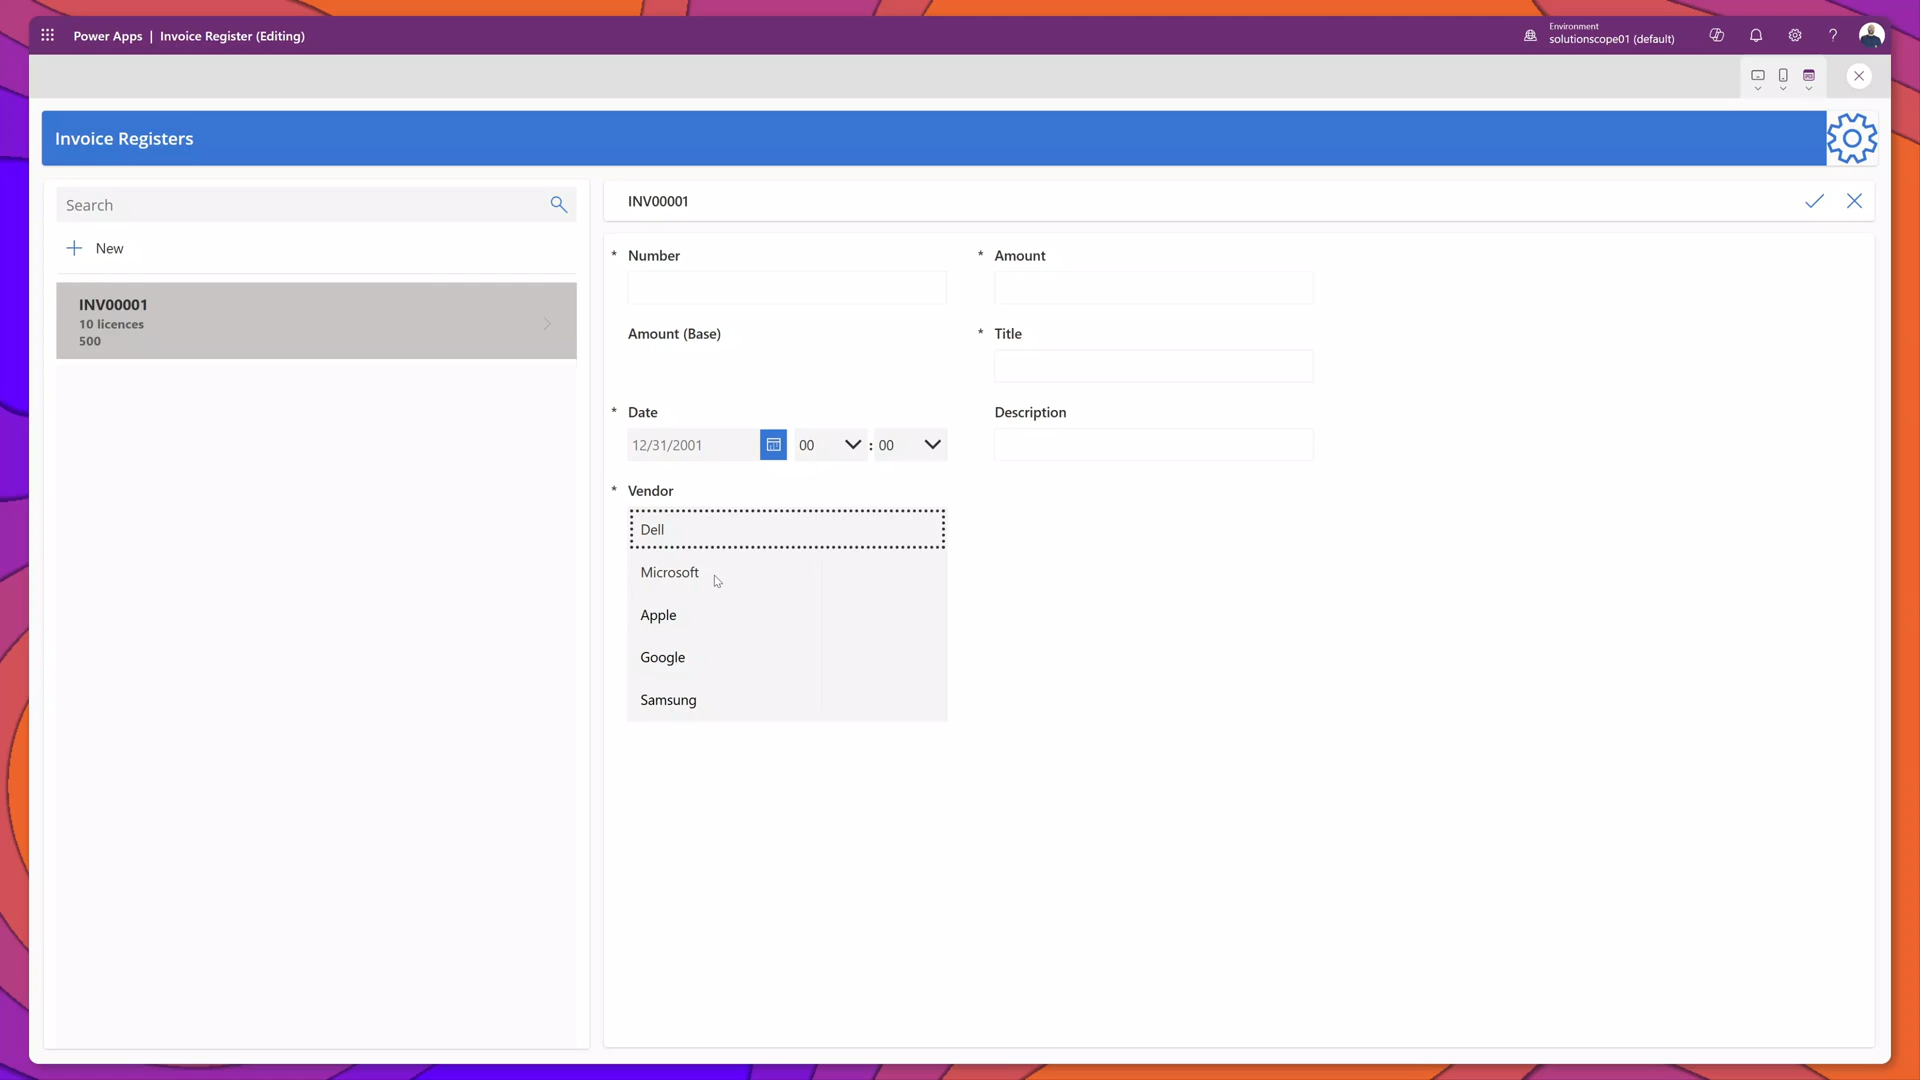 Power Apps | Invoice Register (Editing)
Environment
solutionscope01 (default)
Invoice Registers
Search
New
INV00001
10 licences
500
INV00001
* Number
* Amount
Amount (Base)
* Title
* Date
Description
12/31/2001
00 : 00
* Vendor
Dell
Microsoft
Apple
Google
Samsung